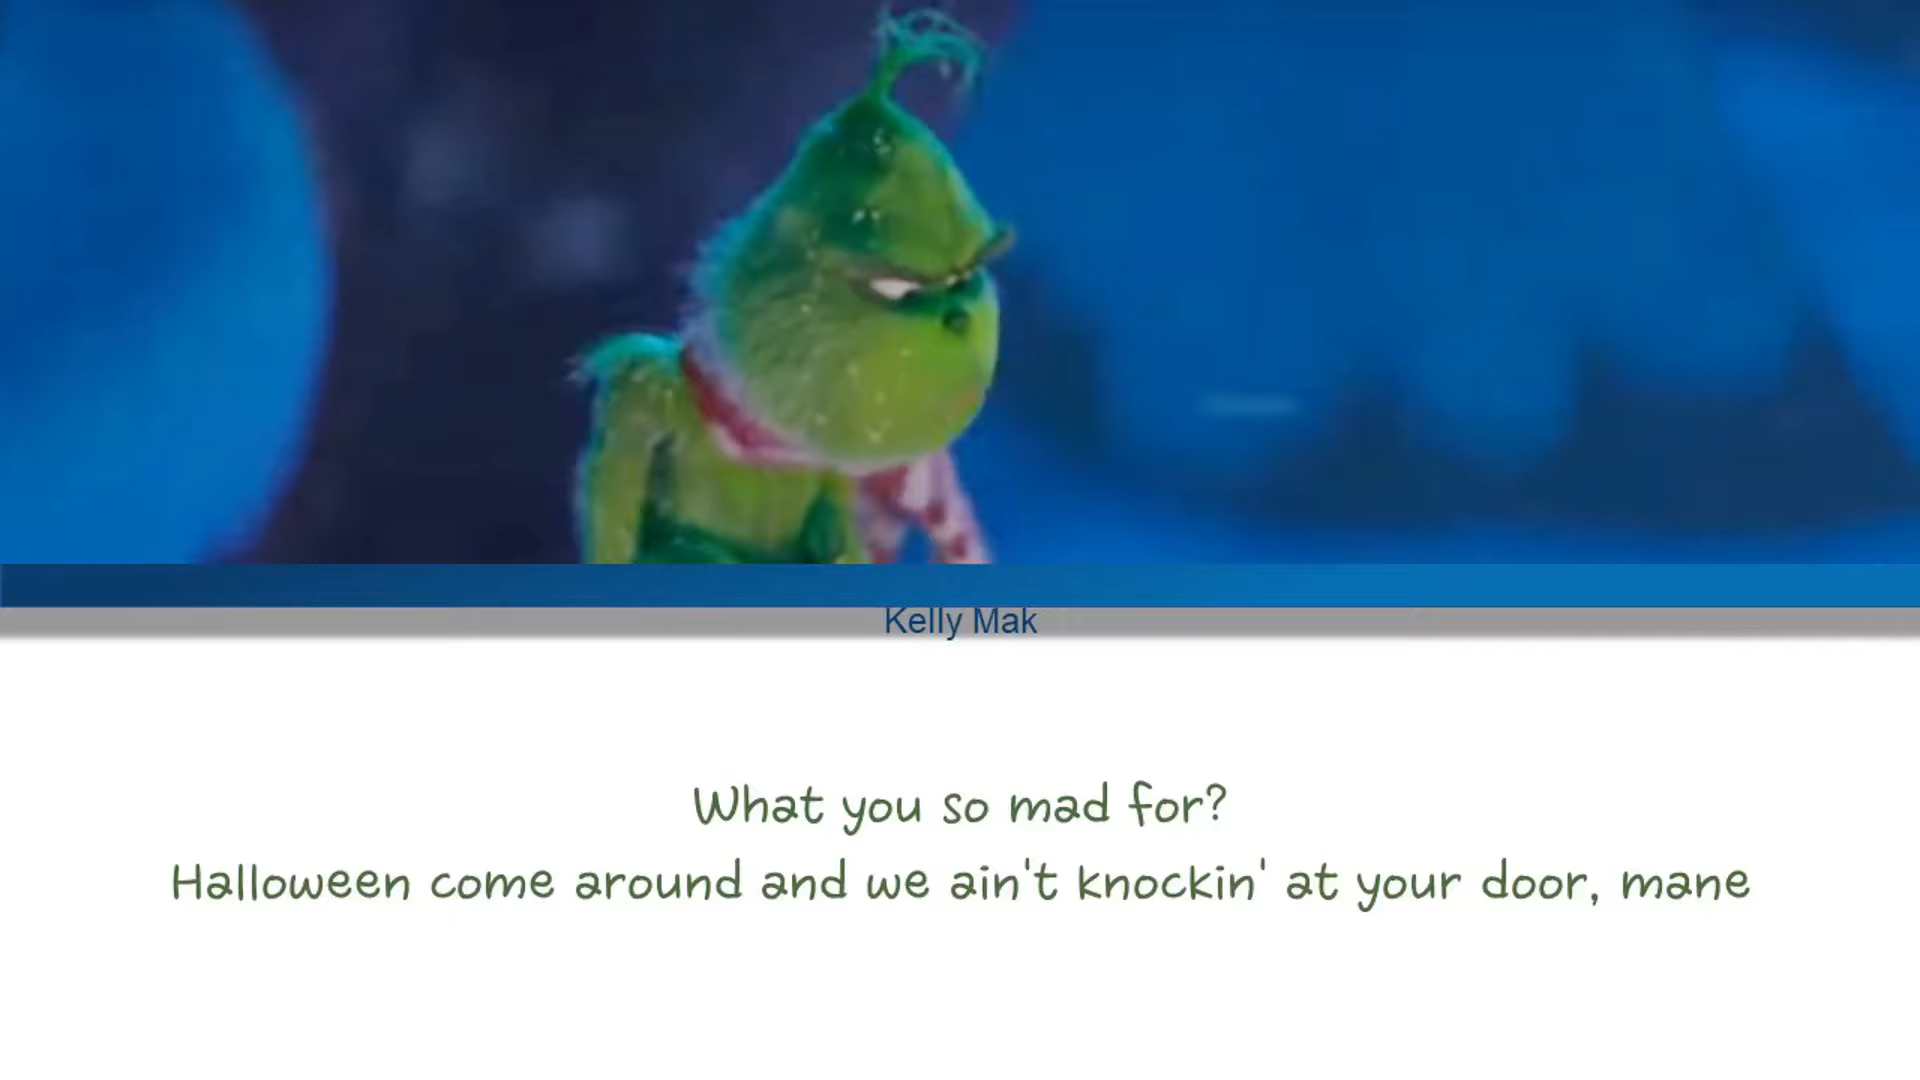 Kelly Mak
What you so mad for?
Halloween come around and we ain't knockin' at your door, mane